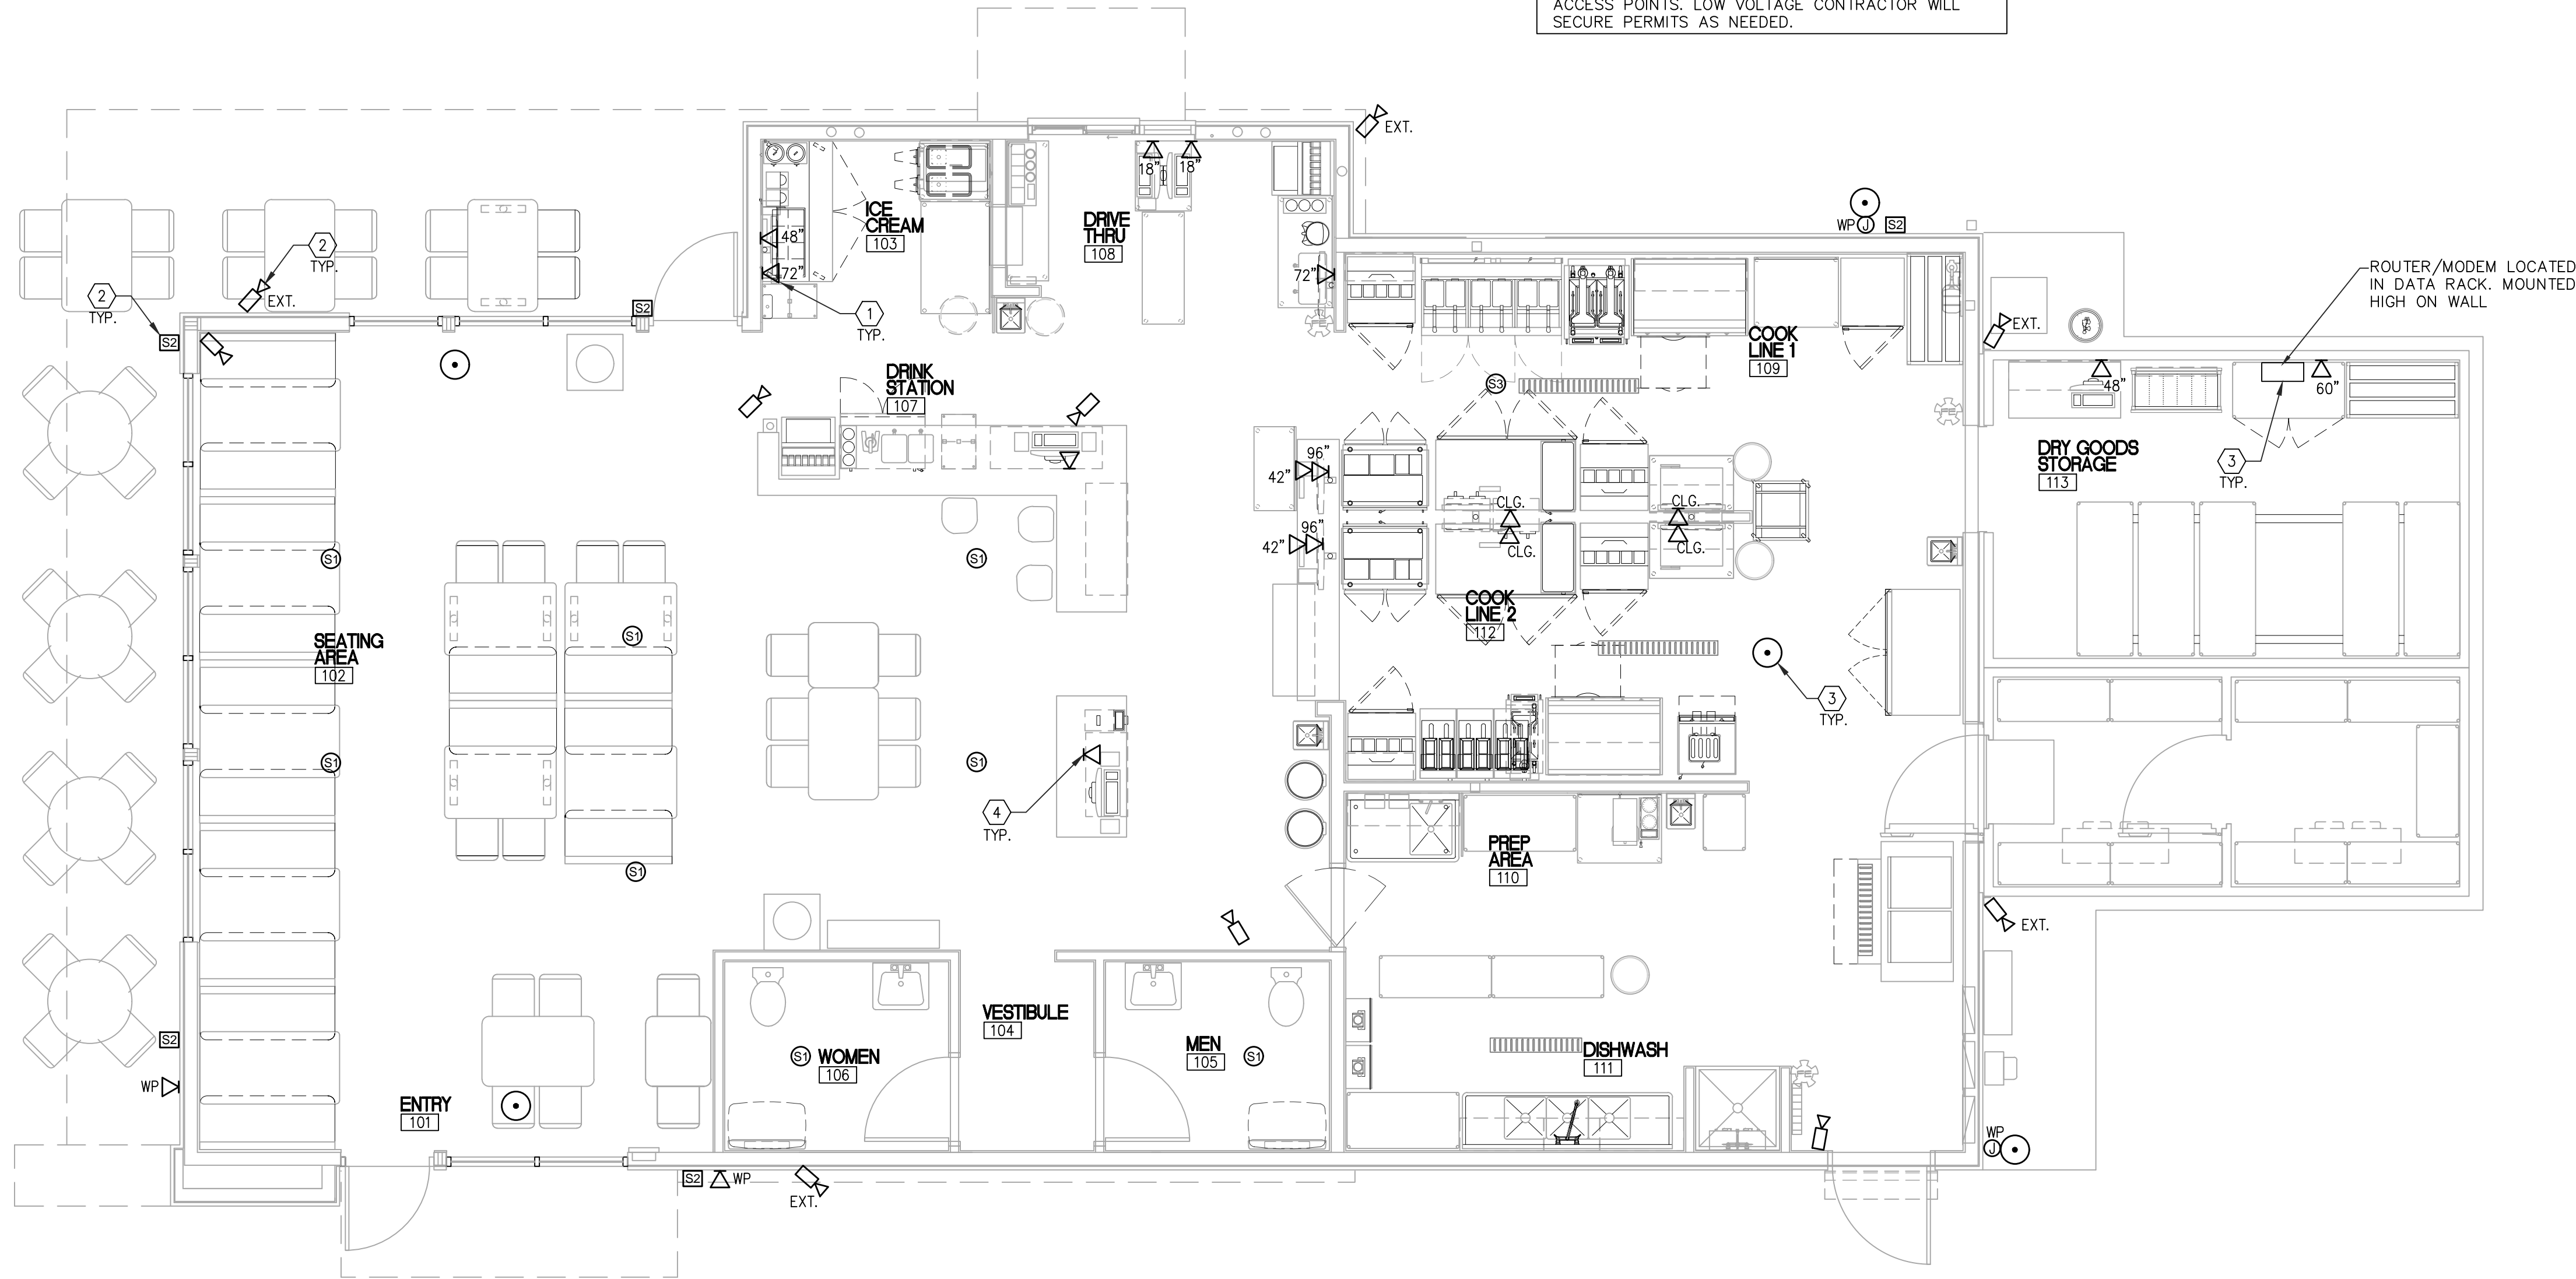 ACCESS POINTS. LOW VOLTAGE CONTRACTOR WILL
SECURE PERMITS AS NEEDED.
EXT.
18"
18"
ICE
CREAM
103
DRIVE
THRU
108
48"
72"
72"
1
TYP.
2
TYP.
EXT.
2
TYP.
S2
S2
WP
J
S2
ROUTER/MODEM LOCATED
IN DATA RACK. MOUNTED
HIGH ON WALL
EXT.
COOK
LINE 1
109
S3
48"
60"
DRINK
STATION
107
DRY GOODS
STORAGE
113
3
TYP.
96"
42"
96"
42"
CLG.
CLG.
CLG.
CLG.
S1
S1
S1
COOK
LINE 2
112
SEATING
AREA
102
3
TYP.
S1
S1
4
TYP.
S1
PREP
AREA
110
EXT.
VESTIBULE
104
S2
S1
WOMEN
106
MEN
105
S1
DISHWASH
111
WP
ENTRY
101
WP
J
S2
WP
EXT.